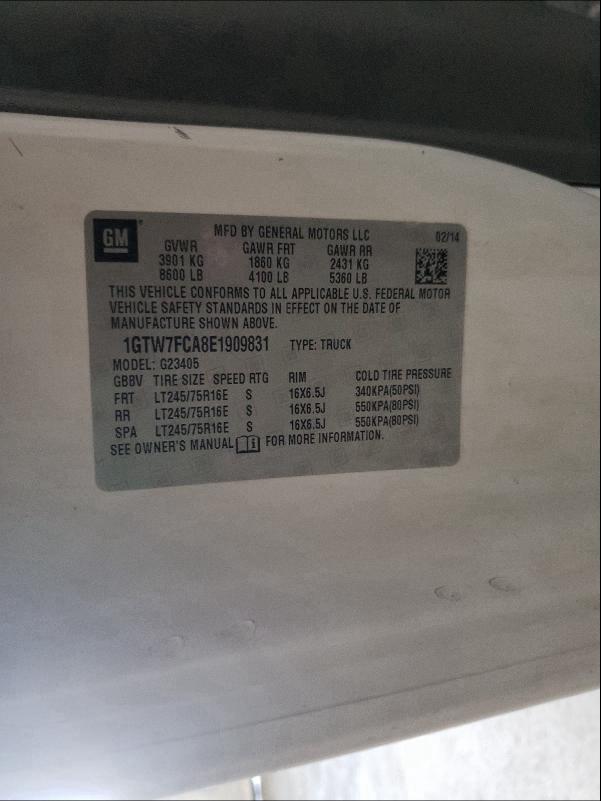 GM
MFD BY GENERAL MOTORS LLC 02/14
GVWR GAWR FRT GAWR RR
3901 KG 1860 KG 2431 KG
8600 LB 4100 LB 5360 LB
THIS VEHICLE CONFORMS TO ALL APPLICABLE U.S. FEDERAL MOTOR
VEHICLE SAFETY STANDARDS IN EFFECT ON THE DATE OF
MANUFACTURE SHOWN ABOVE.
1GTW7FCA8E1909831 TYPE: TRUCK
MODEL: G23405
GBBV TIRE SIZE SPEED RTG RIM COLD TIRE PRESSURE
FRT LT245/75R16E S 16X6.5J 340KPA(50PSI)
RR LT245/75R16E S 16X6.5J 550KPA(80PSI)
SPA LT245/75R16E S 16X6.5J 550KPA(80PSI)
SEE OWNER'S MANUAL FOR MORE INFORMATION.